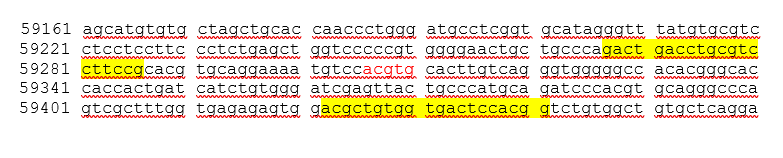 59161 agcatgtgtg ctagctgcac caaccctggg atgcctcggt gcatagggtt tatgtgcgtc
59221 ctcctccttc cctctgagct ggtcccccgt ggggaactgc tgcccagact gacctgcgtc
59281 cttccgcacg tgcaggaaaa tgtccacgtg cacttgtcag ggtgggggcc acacgggcac
59341 caccactgat catctgtggg atcgagttac tgcccatgca gatcccacgt gcagggccca
59401 gtcgctttgg tgagagagtg gacgctgtgg tgactccacg gtctgtggct gtgctcagga